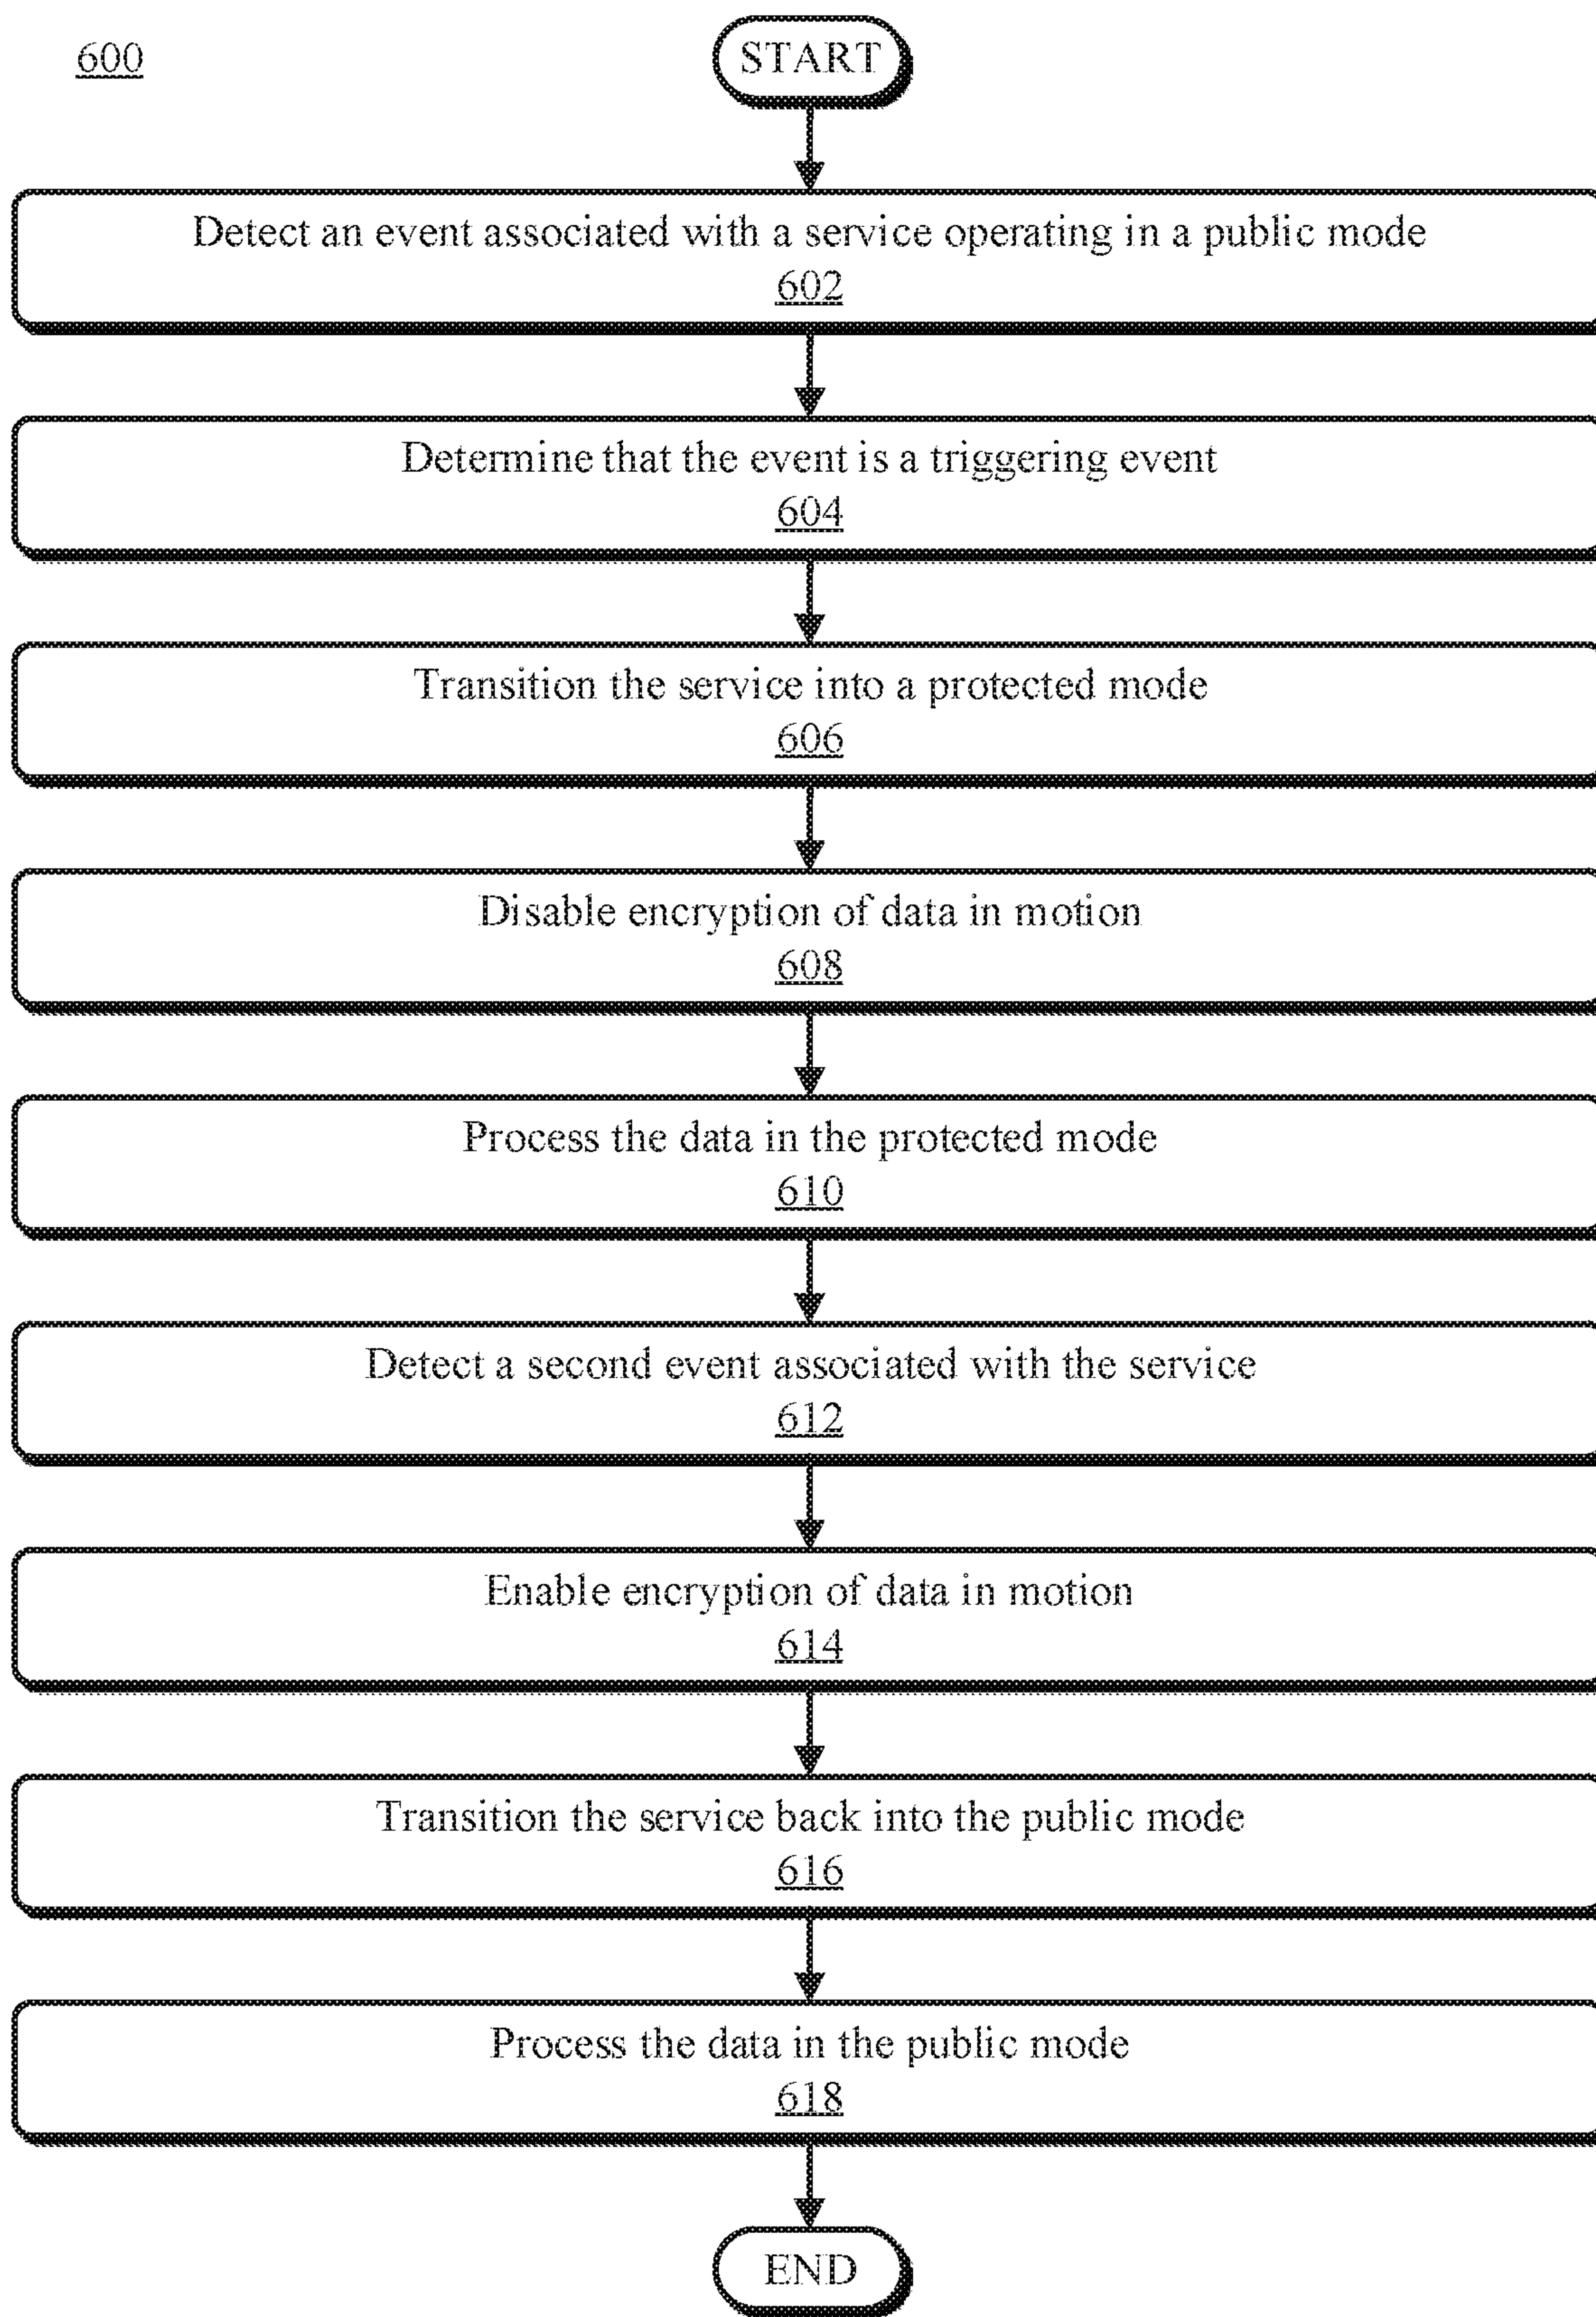 600
START
Detect an event associated with a service operating in a public mode
602
Determine that the event is a triggering event
604
Transition the service into a protected mode
606
Disable encryption of data in motion
608
Process the data in the protected mode
610
Detect a second event associated with the service
612
Enable encryption of data in motion
614
Transition the service back into the public mode
616
Process the data in the public mode
618
END